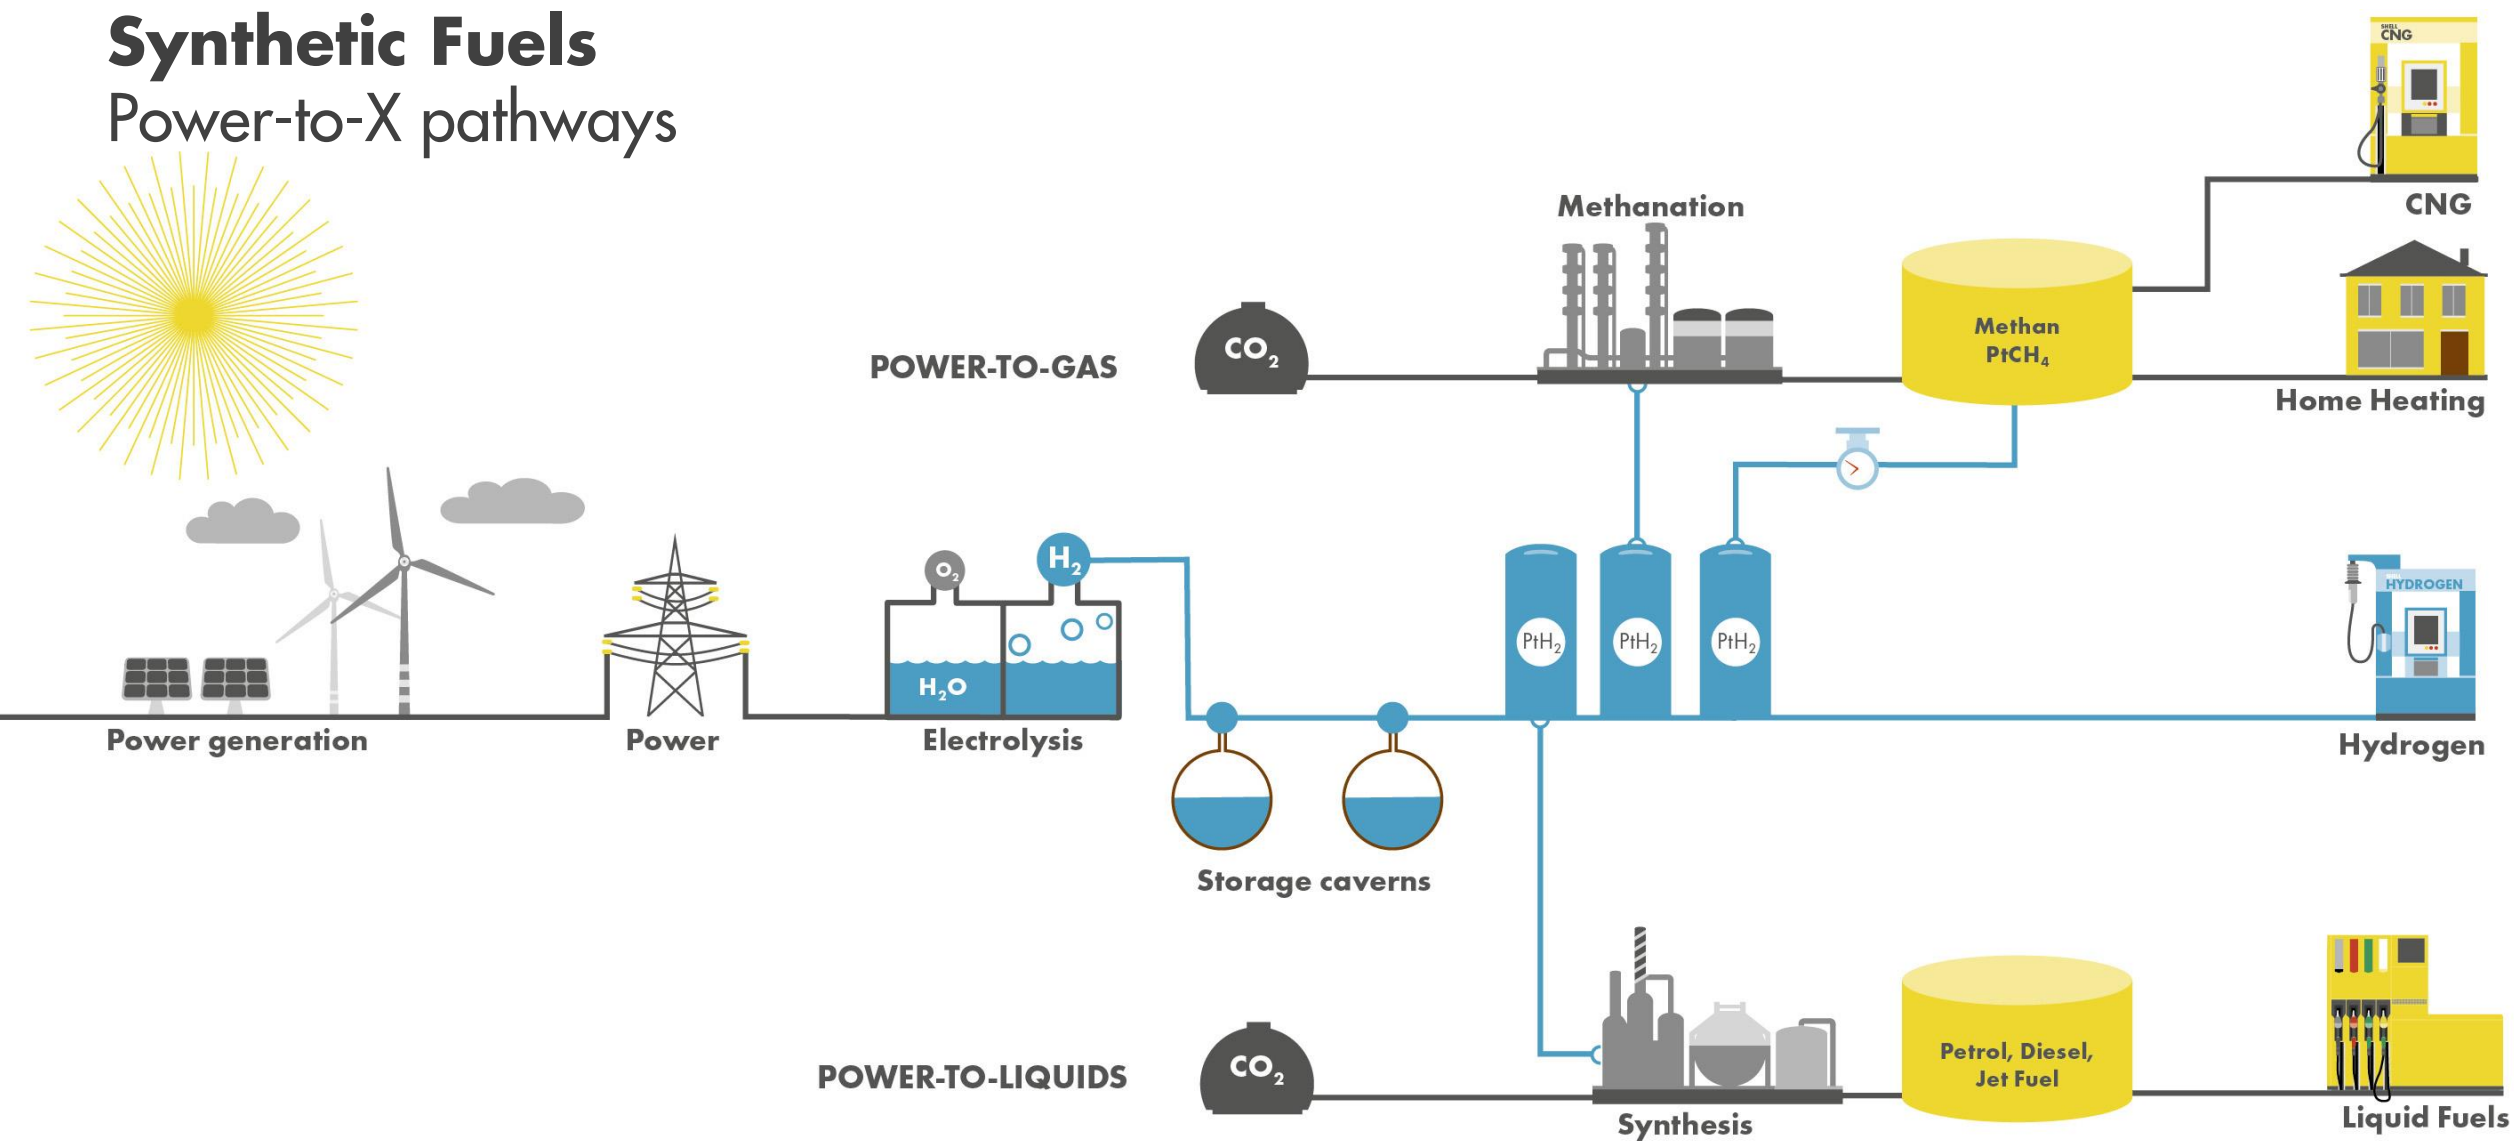 Synthetic Fuels
Power-to-X pathways
SHELL
CNG
CNG
Methanation
Methan
PtCH₄
CO₂
POWER-TO-GAS
Home Heating
O₂
H₂
HYDROGEN
PtH₂
PtH₂
PtH₂
H₂O
Power generation
Power
Electrolysis
Hydrogen
Storage caverns
Petrol, Diesel,
Jet Fuel
CO₂
POWER-TO-LIQUIDS
Synthesis
Liquid Fuels